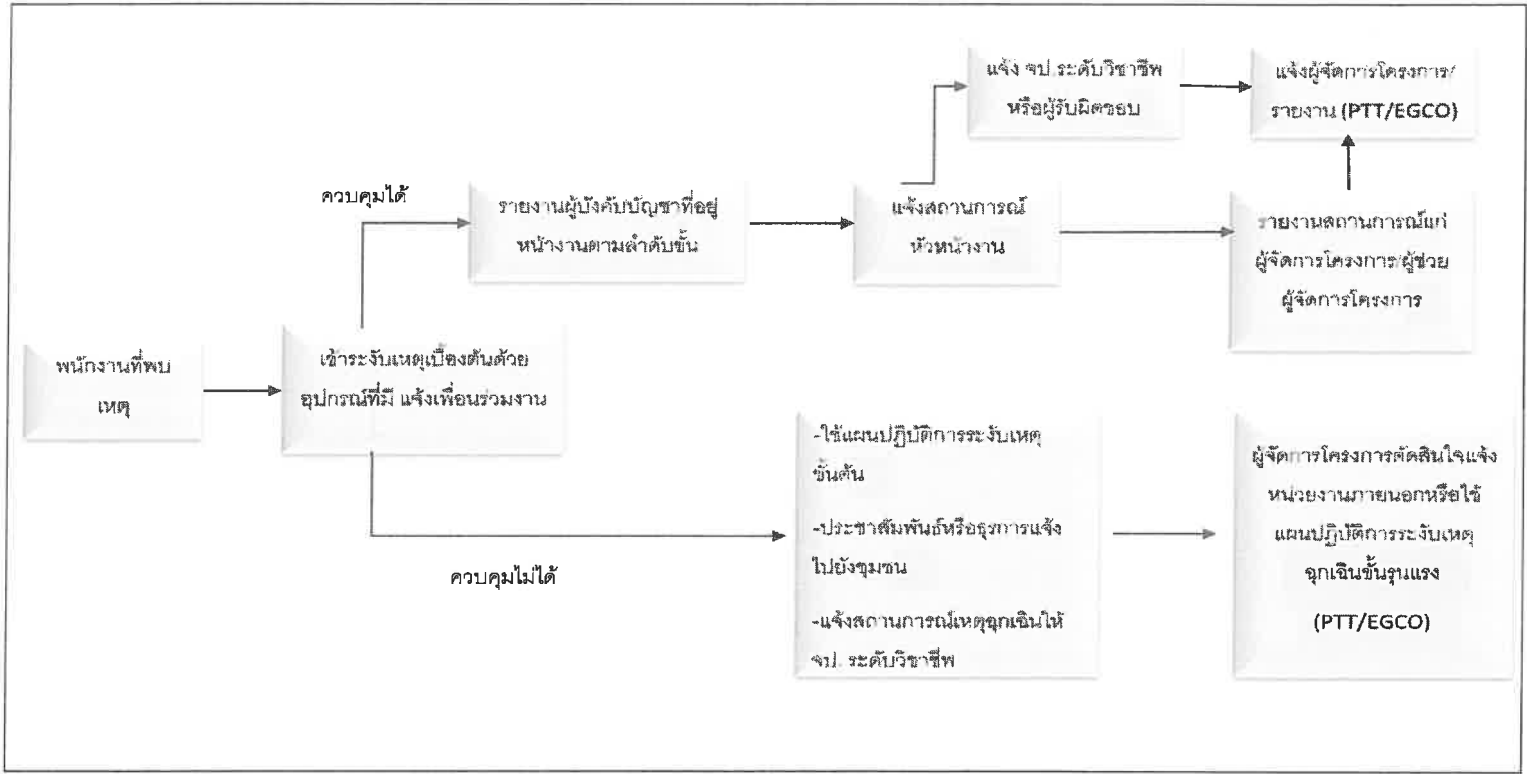 แจ้ง จป.ระดับวิชาชีพ
หรือผู้รับผิดชอบ
แจ้งผู้จัดการโครงการ/
รายงาน (PTT/EGCO)
ควบคุมได้
รายงานผู้บังคับบัญชาที่อยู่
หน้างานตามลำดับขั้น
แจ้งสถานการณ์
หัวหน้างาน
รายงานสถานการณ์แก่
ผู้จัดการโครงการ/ผู้ช่วย
ผู้จัดการโครงการ
พนักงานที่พบ
เหตุ
เข้าระงับเหตุเบื้องต้นด้วย
อุปกรณ์ที่มี แจ้งเพื่อนร่วมงาน
ควบคุมไม่ได้
-ใช้แผนปฏิบัติการระงับเหตุ
ขั้นต้น
-ประชาสัมพันธ์หรือธุรการแจ้ง
ไปยังชุมชน
-แจ้งสถานการณ์เหตุฉุกเฉินให้
จป. ระดับวิชาชีพ
ผู้จัดการโครงการตัดสินใจแจ้ง
หน่วยงานภายนอกหรือใช้
แผนปฏิบัติการระงับเหตุ
ฉุกเฉินขั้นรุนแรง
(PTT/EGCO)